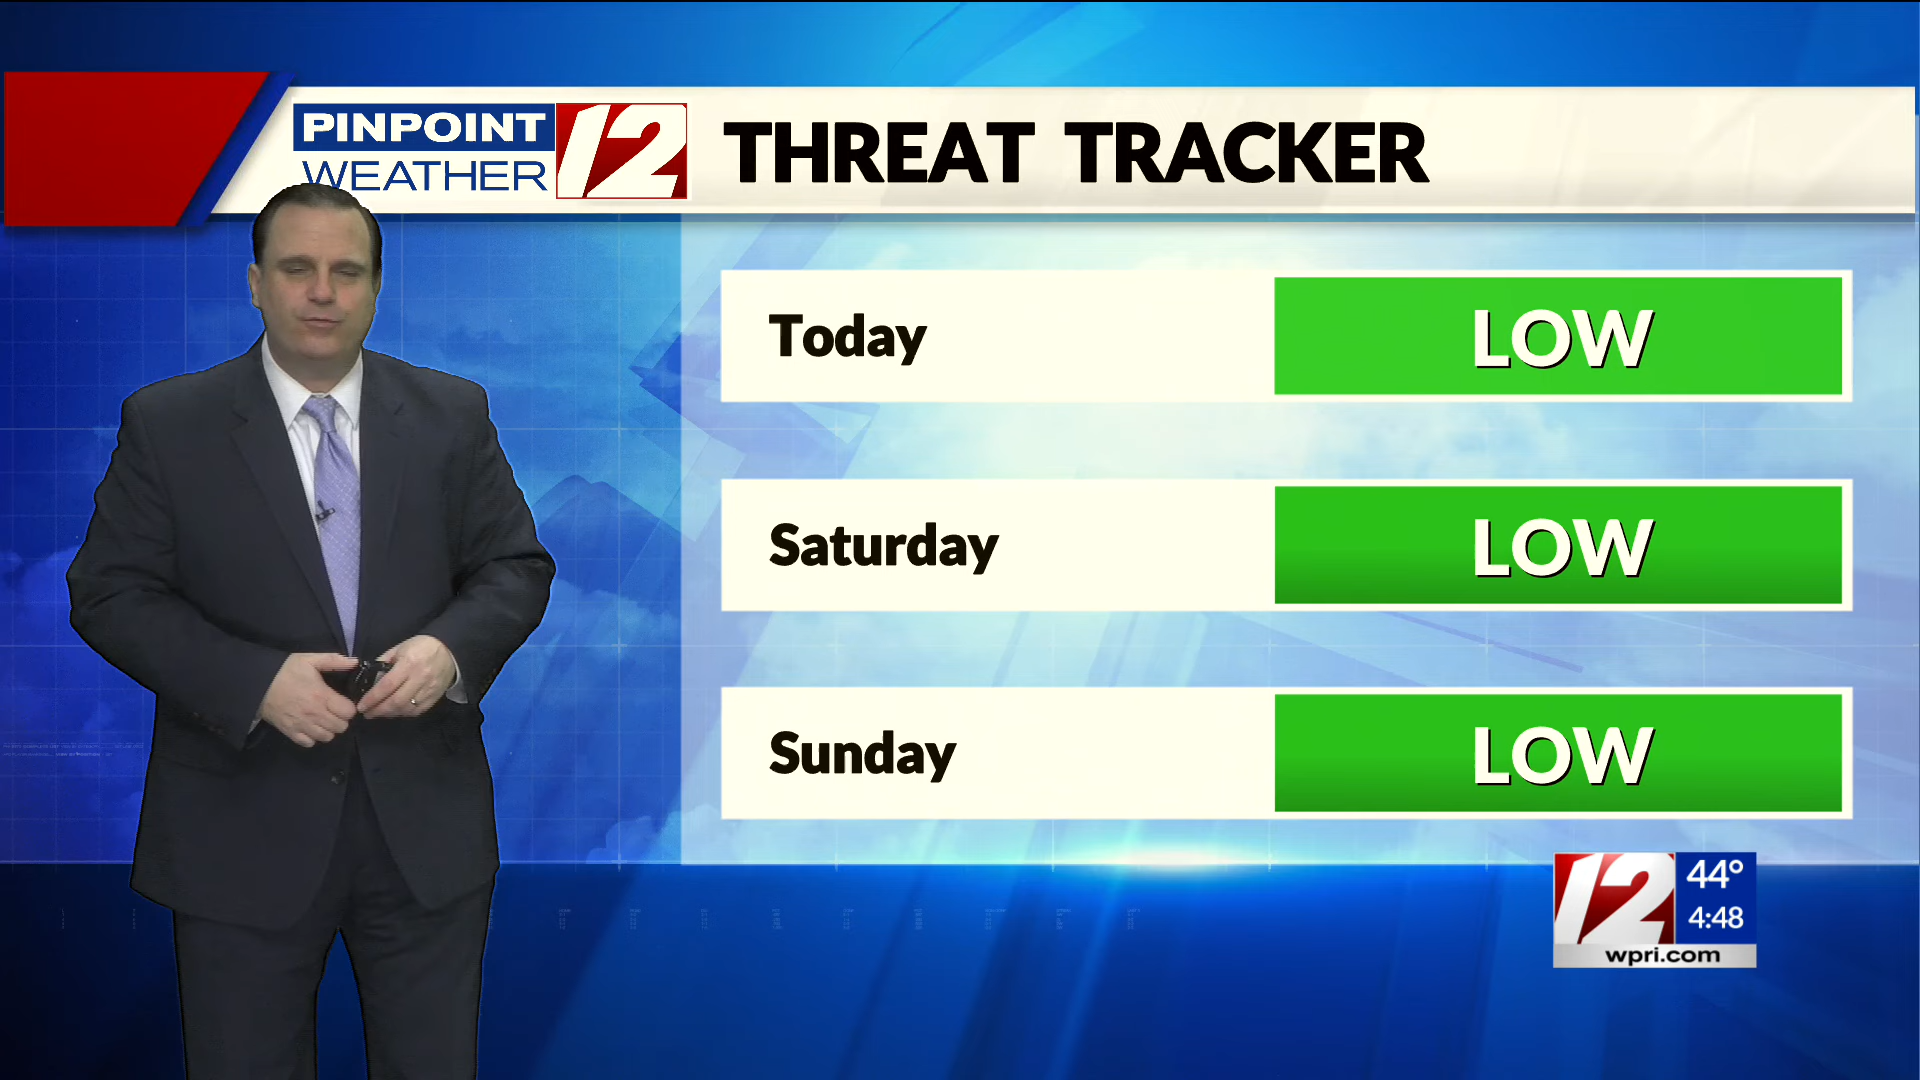 PINPOINT
WEATHER
12
THREAT TRACKER
Today
LOW
Saturday
LOW
Sunday
LOW
12
44°
4:48
wpri.com